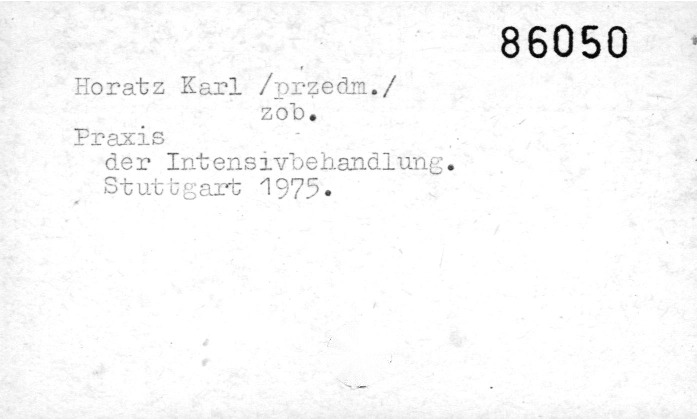 86050
Horatz Karl /przedm./
zob.
Praxis
der Intensivbehandlung.
Stuttgart 1975.